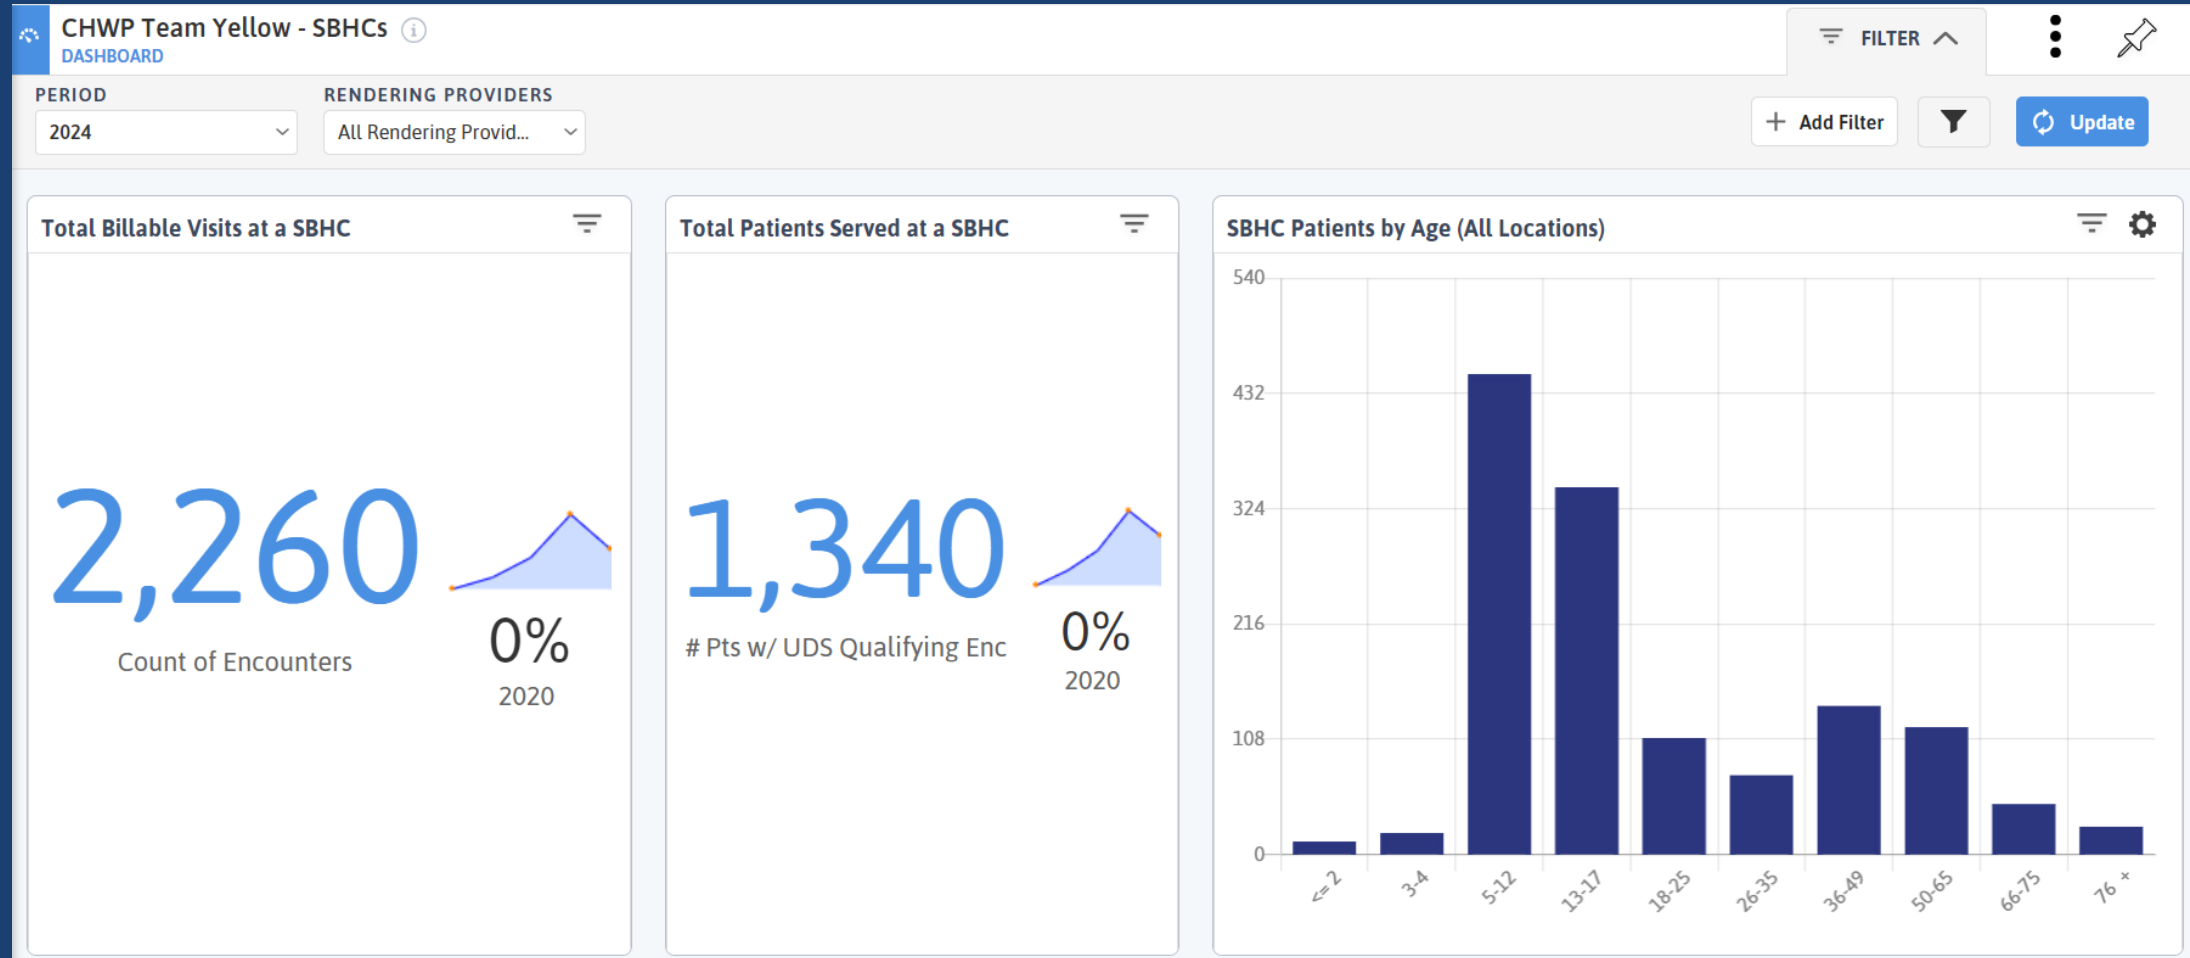 CHWP Team Yellow - SBHCs
DASHBOARD
FILTER
PERIOD
2024
RENDERING PROVIDERS
All Rendering Provid...
+ Add Filter
Update
Total Billable Visits at a SBHC
2,260
Count of Encounters
0%
2020
Total Patients Served at a SBHC
1,340
# Pts w/ UDS Qualifying Enc
0%
2020
SBHC Patients by Age (All Locations)
540
432
324
216
108
0
<= 2
3-4
5-12
13-17
18-25
26-35
36-49
50-65
66-75
76 +